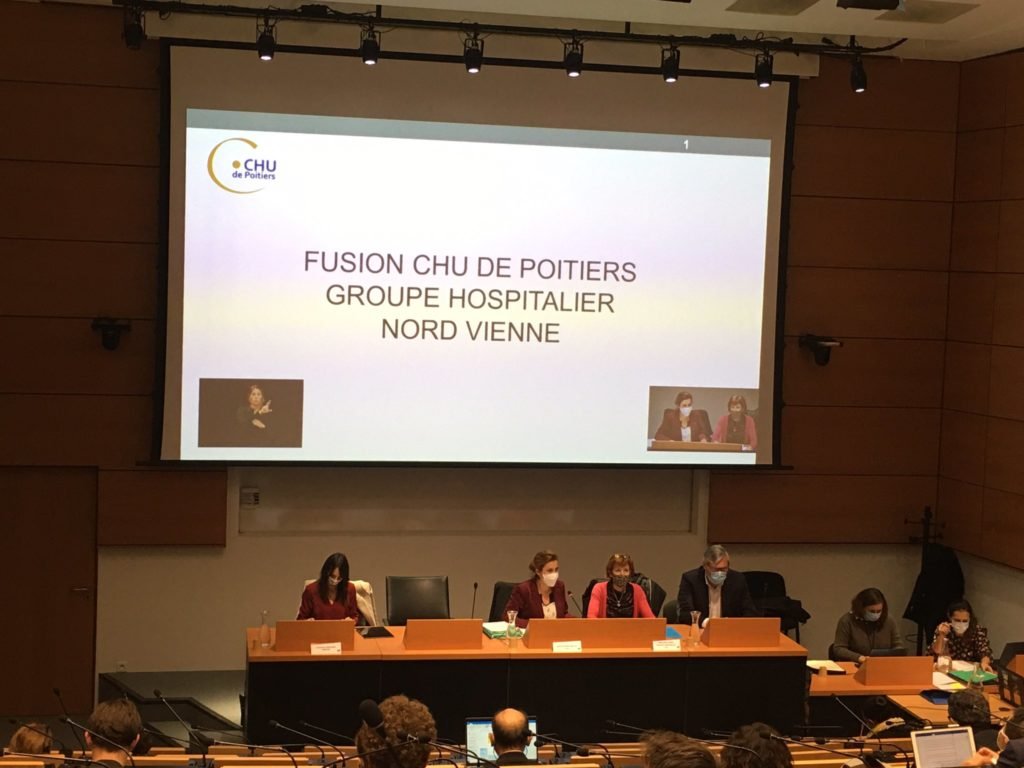 1
CHU
de Poitiers
FUSION CHU DE POITIERS
GROUPE HOSPITALIER
NORD VIENNE